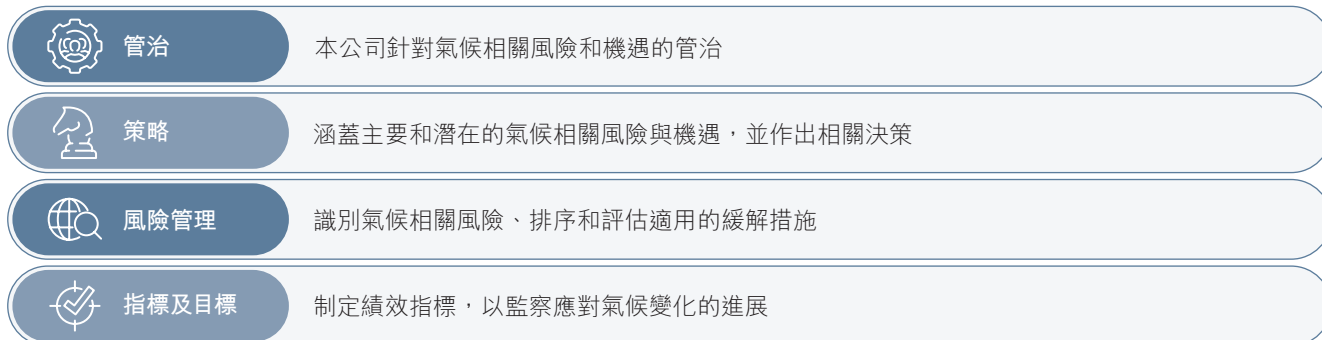 管治
本公司針對氣候相關風險和機遇的管治
策略
涵蓋主要和潛在的氣候相關風險與機遇，並作出相關決策
風險管理
識別氣候相關風險、排序和評估適用的緩解措施
指標及目標
制定績效指標，以監察應對氣候變化的進展